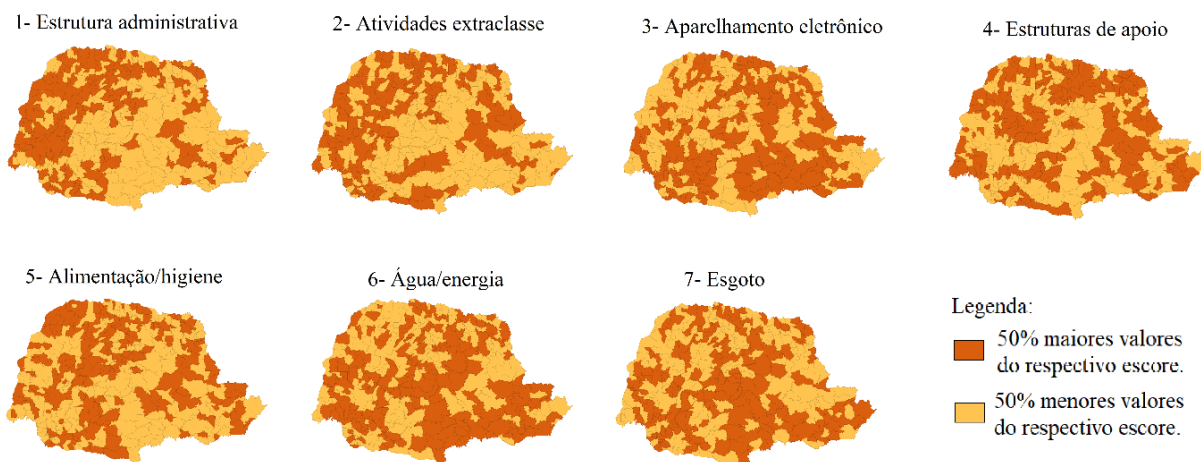 1- Estrutura administrativa
2- Atividades extraclasse
3- Aparelhamento eletrônico
4- Estruturas de apoio
5- Alimentação/higiene
6- Água/energia
7- Esgoto
Legenda:
50% maiores valores
do respectivo escore.
50% menores valores
do respectivo escore.